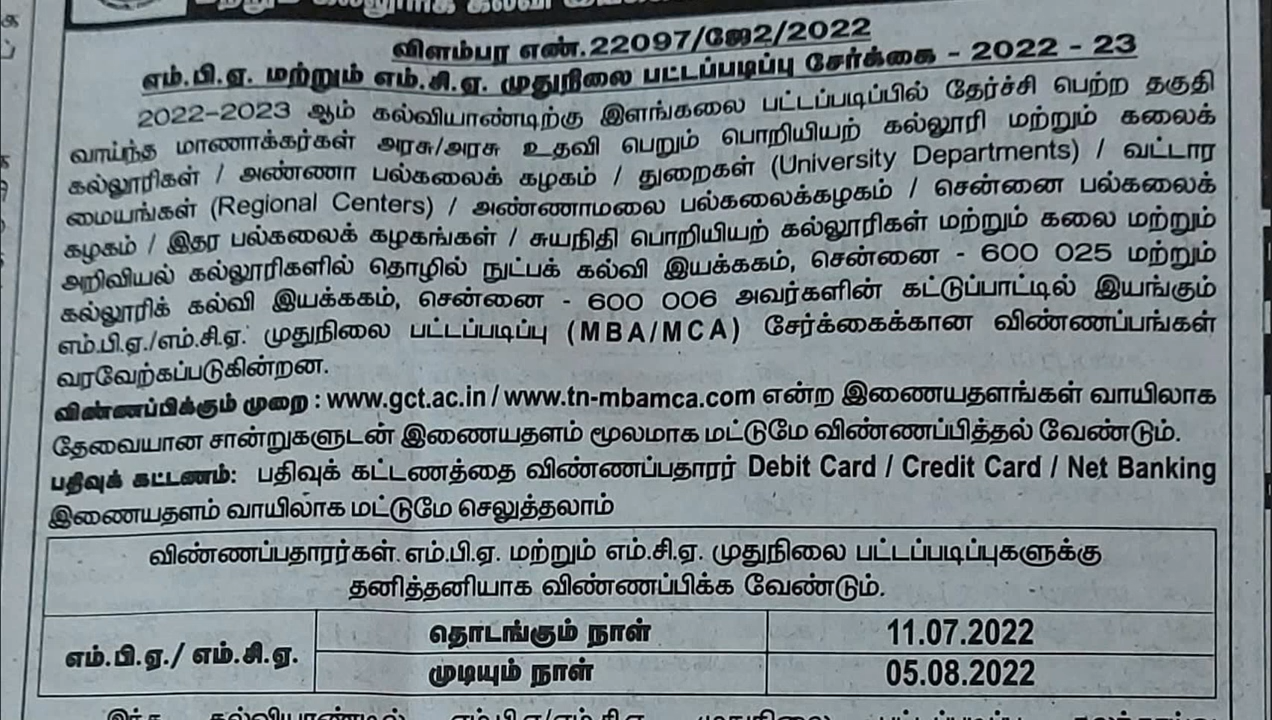 விளம்பர எண்.22097/ஜே2/2022
எம்.பி.ஏ. மற்றும் எம்.சி.ஏ. முதுநிலை பட்டப்படிப்பு சேர்க்கை - 2022 - 23
2022-2023 ஆம் கல்வியாண்டிற்கு இளங்கலை பட்டப்படிப்பில் தேர்ச்சி பெற்ற தகுதி
வாய்ந்த மாணாக்கர்கள் அரசு/அரசு உதவி பெறும் பொறியியற் கல்லூரி மற்றும் கலைக்
கல்லூரிகள் / அண்ணா பல்கலைக் கழகம் / துறைகள் (University Departments) / வட்டார
மையங்கள் (Regional Centers) / அண்ணாமலை பல்கலைக்கழகம் / சென்னை பல்கலைக்
கழகம் / இதர பல்கலைக் கழகங்கள் / சுயநிதி பொறியியற் கல்லூரிகள் மற்றும் கலை மற்றும்
அறிவியல் கல்லூரிகளில் தொழில் நுட்பக் கல்வி இயக்ககம், சென்னை - 600 025 மற்றும்
கல்லூரிக் கல்வி இயக்ககம், சென்னை - 600 006 அவர்களின் கட்டுப்பாட்டில் இயங்கும்
எம்.பி.ஏ./எம்.சி.ஏ. முதுநிலை பட்டப்படிப்பு (MBA/MCA) சேர்க்கைக்கான விண்ணப்பங்கள்
வரவேற்கப்படுகின்றன.
விண்ணப்பிக்கும் முறை : www.gct.ac.in / www.tn-mbamca.com என்ற இணையதளங்கள் வாயிலாக
தேவையான சான்றுகளுடன் இணையதளம் மூலமாக மட்டுமே விண்ணப்பித்தல் வேண்டும்.
பதிவுக் கட்டணம்: பதிவுக் கட்டணத்தை விண்ணப்பதாரர் Debit Card / Credit Card / Net Banking
இணையதளம் வாயிலாக மட்டுமே செலுத்தலாம்
விண்ணப்பதாரர்கள் எம்.பி.ஏ. மற்றும் எம்.சி.ஏ. முதுநிலை பட்டப்படிப்புகளுக்கு
தனித்தனியாக விண்ணப்பிக்க வேண்டும்.
எம்.பி.ஏ./ எம்.சி.ஏ.
தொடங்கும் நாள் 11.07.2022
முடியும் நாள் 05.08.2022